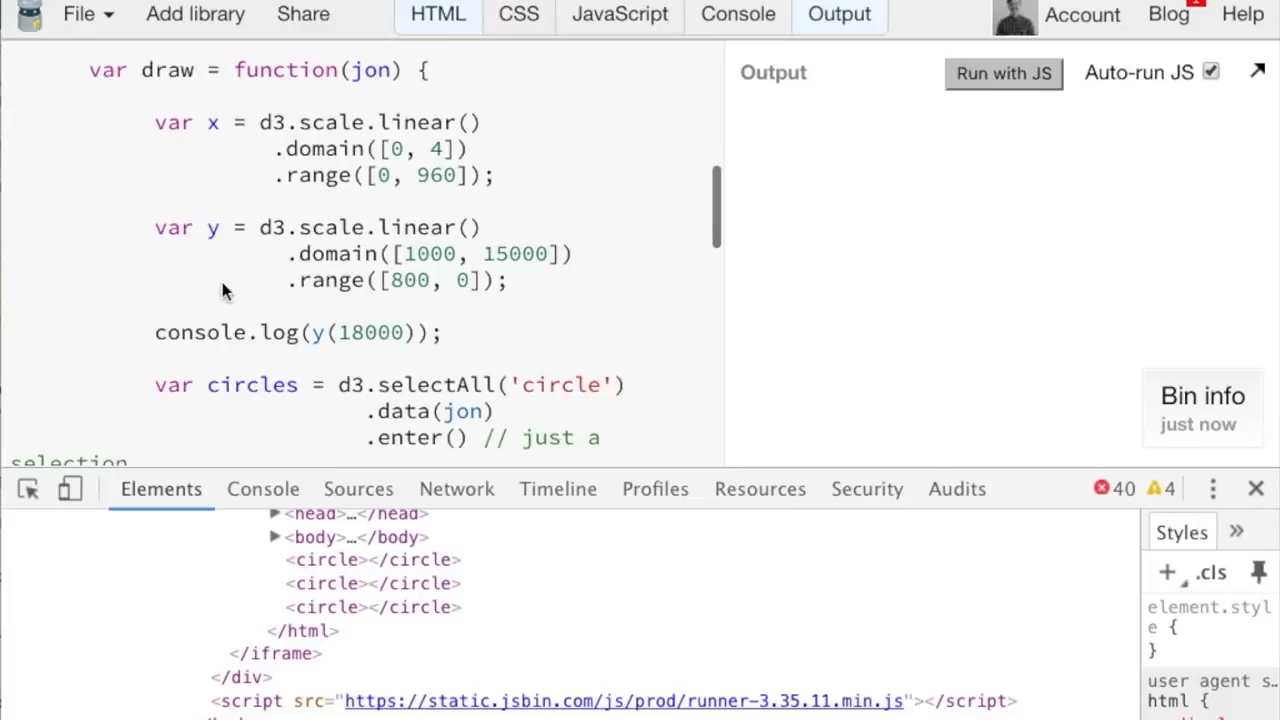 File Add library Share HTML CSS JavaScript Console Output Account Blog 1 Help
var draw = function(jon) {
var x = d3.scale.linear()
.domain([0, 4])
.range([0, 960]);
var y = d3.scale.linear()
.domain([1000, 15000])
.range([800, 0]);
console.log(y(18000));
var circles = d3.selectAll('circle')
.data(jon)
.enter() // just a
selection
Output Run with JS Auto-run JS
Bin info
just now
Elements Console Sources Network Timeline Profiles Resources Security Audits 40 4
<head>…</head>
<body>…</body>
<circle></circle>
<circle></circle>
<circle></circle>
</html>
</iframe>
</div>
<script src="https://static.jsbin.com/js/prod/runner-3.35.11.min.js"></script>
Styles »
+ .cls
element.styl
e {
}
user agent s…
html {